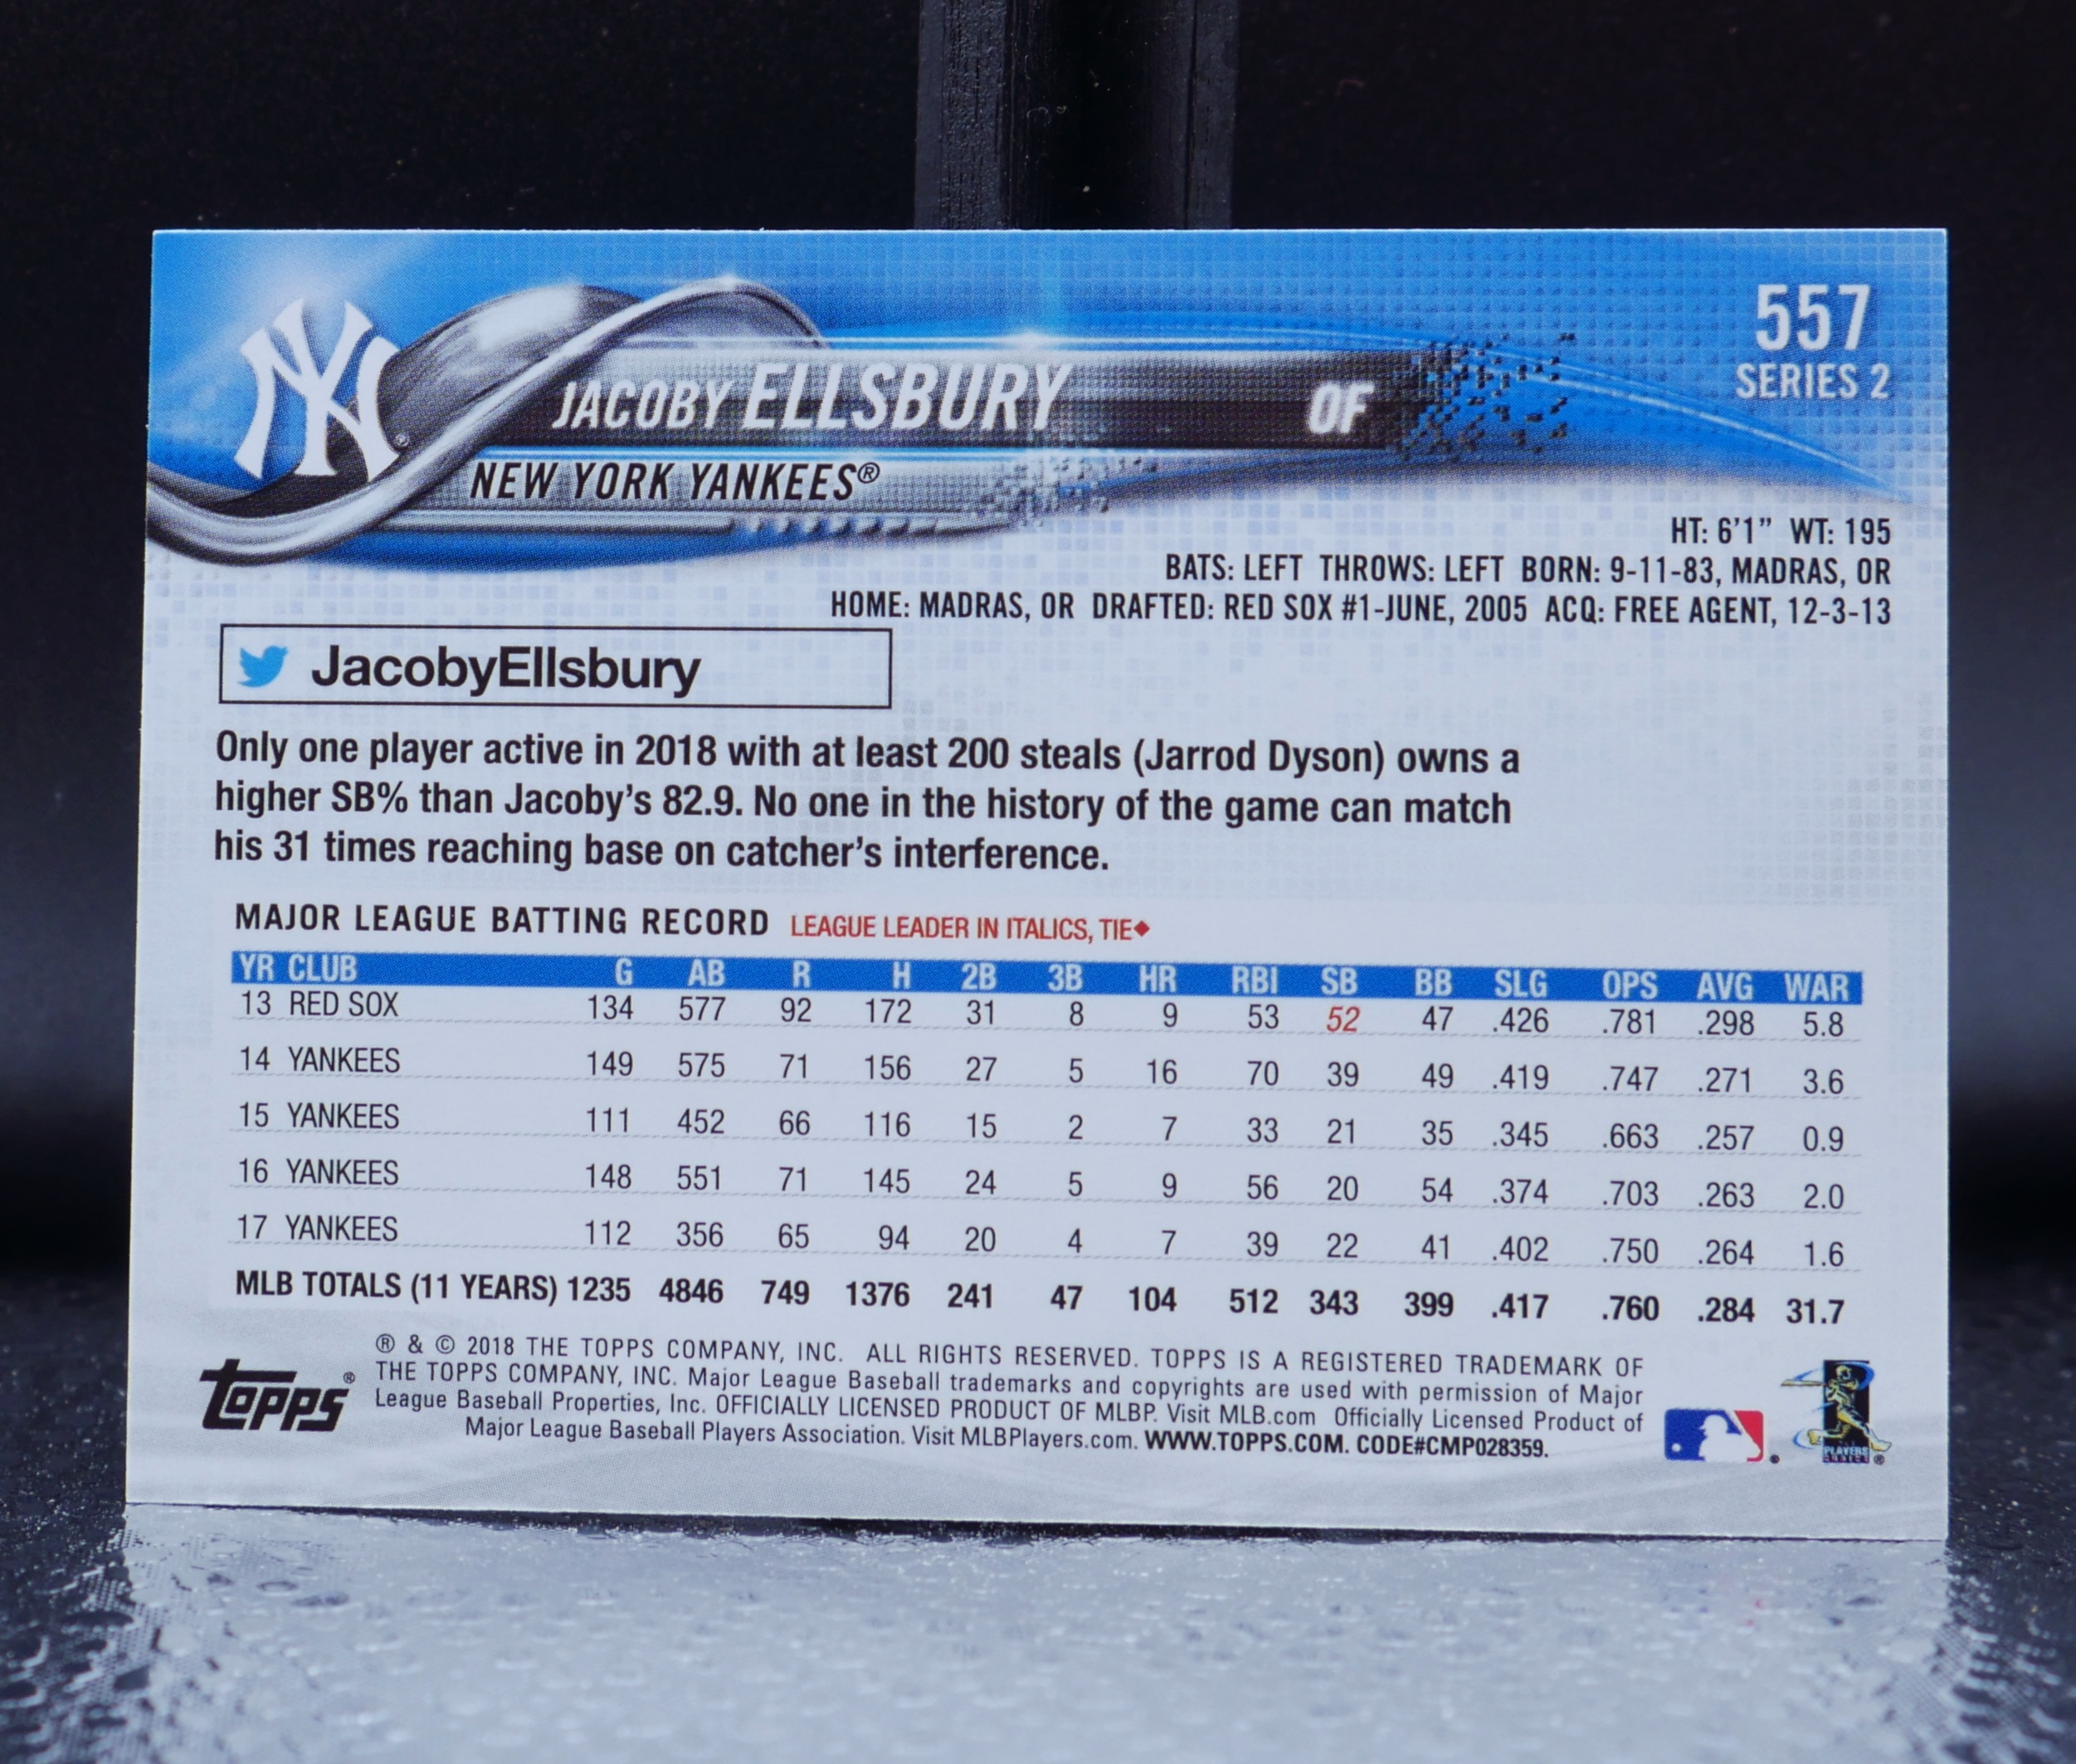 557
SERIES 2
JACOBY ELLSBURY OF
NEW YORK YANKEES®
HT: 6'1" WT: 195
BATS: LEFT THROWS: LEFT BORN: 9-11-83, MADRAS, OR
HOME: MADRAS, OR DRAFTED: RED SOX #1-JUNE, 2005 ACQ: FREE AGENT, 12-3-13
JacobyEllsbury
Only one player active in 2018 with at least 200 steals (Jarrod Dyson) owns a
higher SB% than Jacoby's 82.9. No one in the history of the game can match
his 31 times reaching base on catcher's interference.
MAJOR LEAGUE BATTING RECORD LEAGUE LEADER IN ITALICS, TIE◆
YR CLUB G AB R H 2B 3B HR RBI SB BB SLG OPS AVG WAR
13 RED SOX 134 577 92 172 31 8 9 53 52 47 .426 .781 .298 5.8
14 YANKEES 149 575 71 156 27 5 16 70 39 49 .419 .747 .271 3.6
15 YANKEES 111 452 66 116 15 2 7 33 21 35 .345 .663 .257 0.9
16 YANKEES 148 551 71 145 24 5 9 56 20 54 .374 .703 .263 2.0
17 YANKEES 112 356 65 94 20 4 7 39 22 41 .402 .750 .264 1.6
MLB TOTALS (11 YEARS) 1235 4846 749 1376 241 47 104 512 343 399 .417 .760 .284 31.7
® & © 2018 THE TOPPS COMPANY, INC. ALL RIGHTS RESERVED. TOPPS IS A REGISTERED TRADEMARK OF
THE TOPPS COMPANY, INC. Major League Baseball trademarks and copyrights are used with permission of Major
League Baseball Properties, Inc. OFFICIALLY LICENSED PRODUCT OF MLBP. Visit MLB.com Officially Licensed Product of
Major League Baseball Players Association. Visit MLBPlayers.com. WWW.TOPPS.COM. CODE#CMP028359.
topps®
PLAYERS